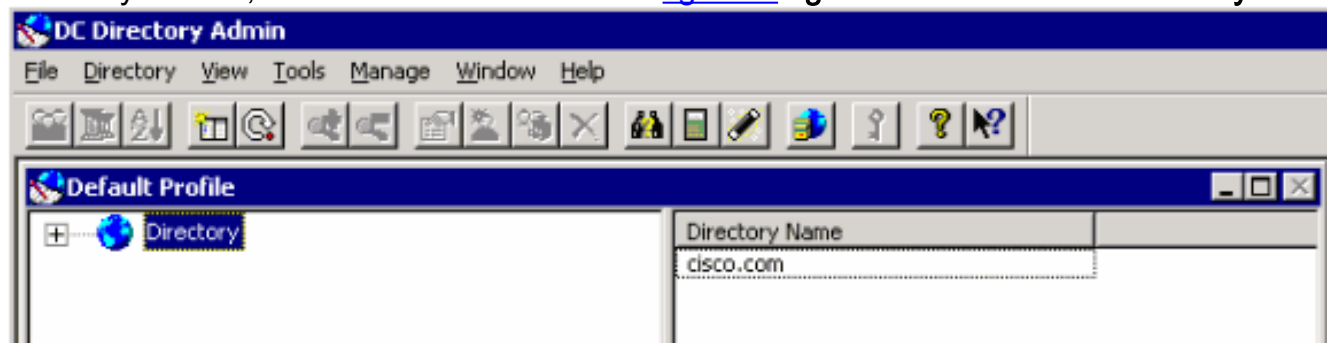 DC Directory Admin
File Directory View Tools Manage Window Help
Default Profile
Directory
Directory Name
cisco.com